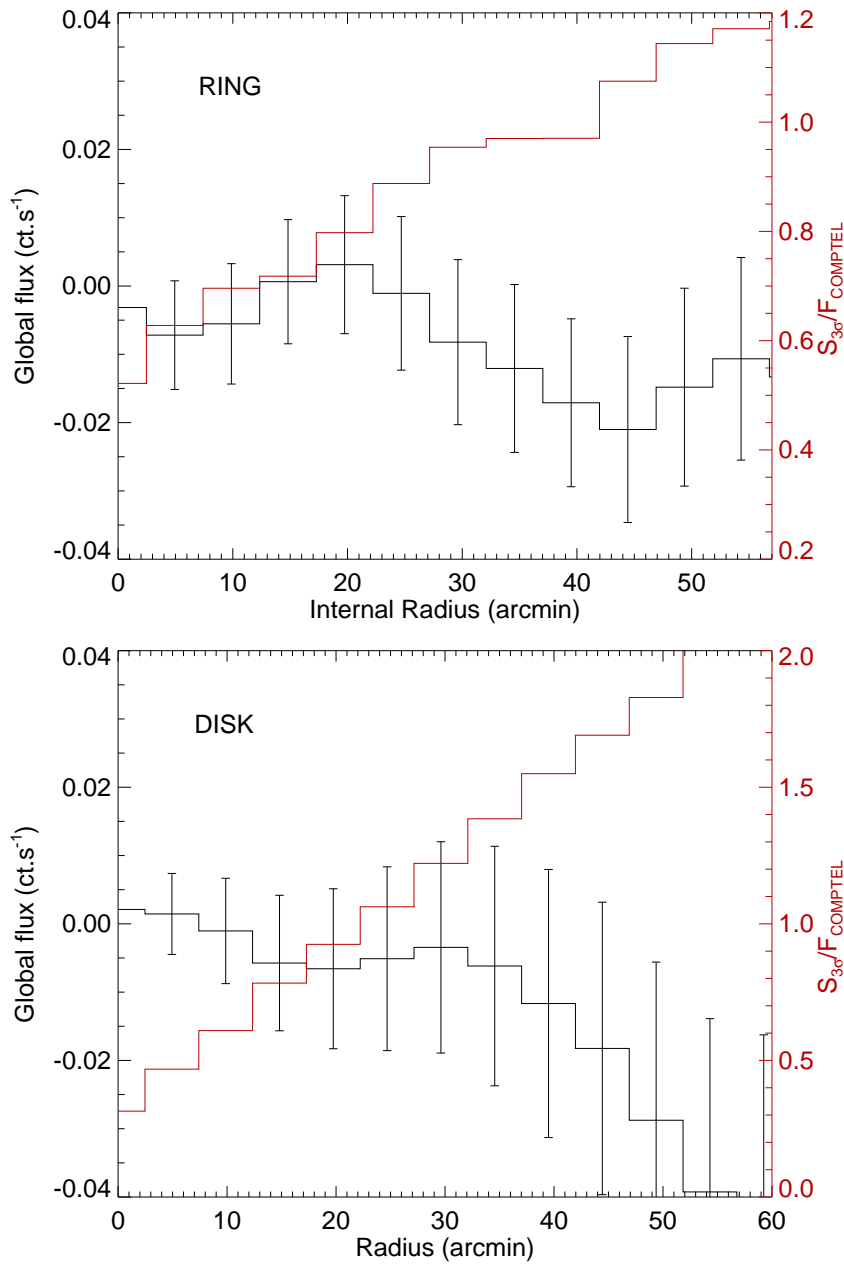 0.04
0.02
0.00
-0.02
-0.04
Global flux (ct.s-1)
RING
1.2
1.0
0.8
0.6
0.4
0.2
S3σ/FCOMPTEL
0 10 20 30 40 50
Internal Radius (arcmin)
0.04
0.02
0.00
-0.02
-0.04
Global flux (ct.s-1)
DISK
2.0
1.5
1.0
0.5
0.0
S3σ/FCOMPTEL
0 10 20 30 40 50 60
Radius (arcmin)